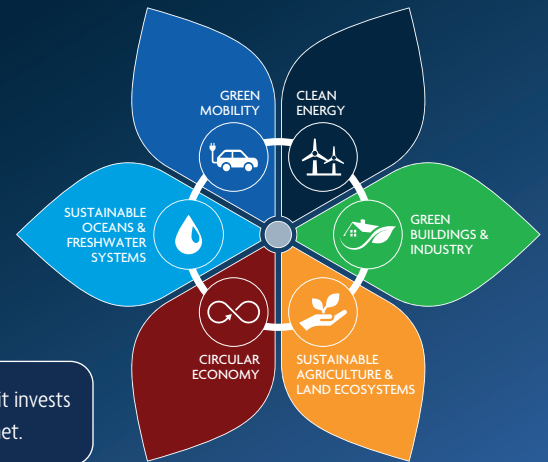 GREEN
MOBILITY
CLEAN
ENERGY
SUSTAINABLE
OCEANS &
FRESHWATER
SYSTEMS
GREEN
BUILDINGS &
INDUSTRY
CIRCULAR
ECONOMY
SUSTAINABLE
AGRICULTURE &
LAND ECOSYSTEMS
it invests